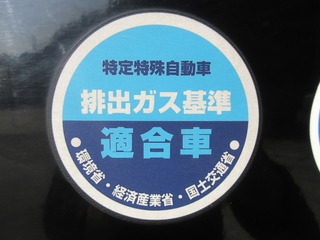 特定特殊自動車
排出ガス基準
適合車
環境省・経済産業省・国土交通省